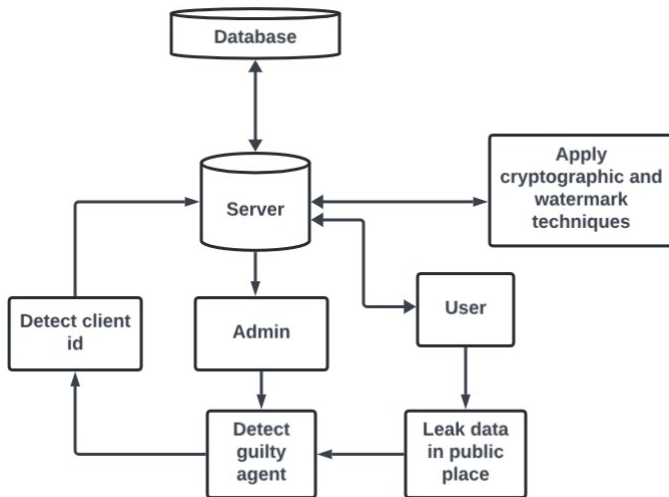 Database
Server
Apply
cryptographic and
watermark
techniques
Detect client
id
Admin
User
Detect
guilty
agent
Leak data
in public
place